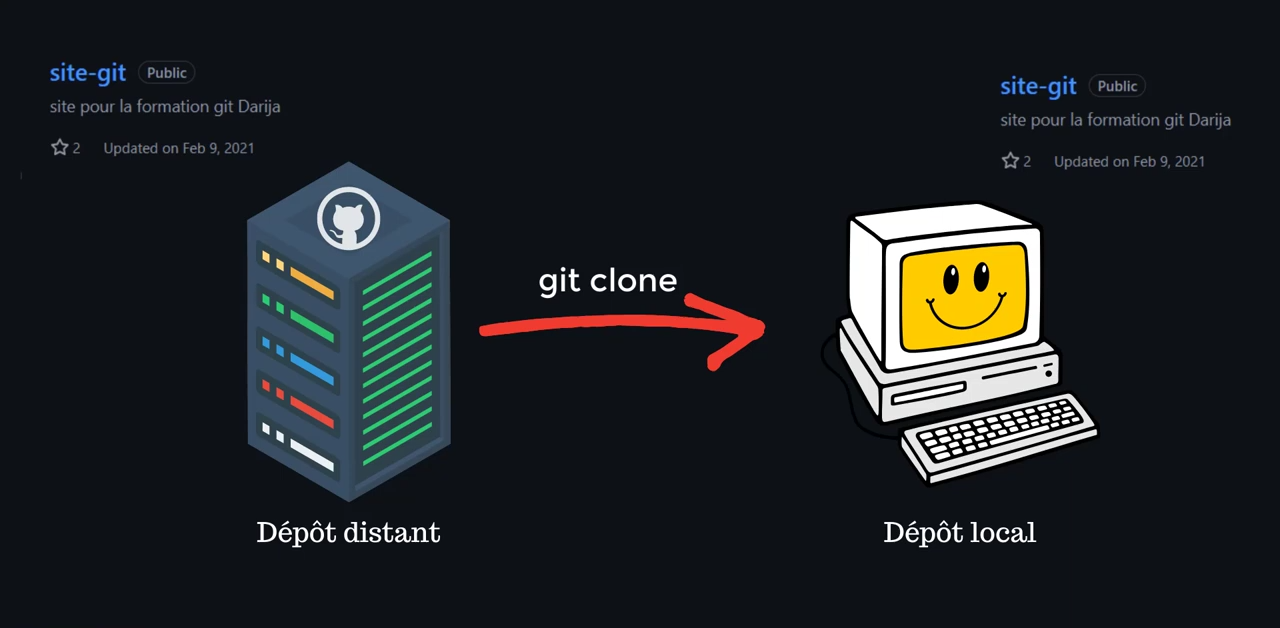 site-git Public
site pour la formation git Darija
2 Updated on Feb 9, 2021
site-git Public
site pour la formation git Darija
2 Updated on Feb 9, 2021
git clone
Dépôt distant
Dépôt local